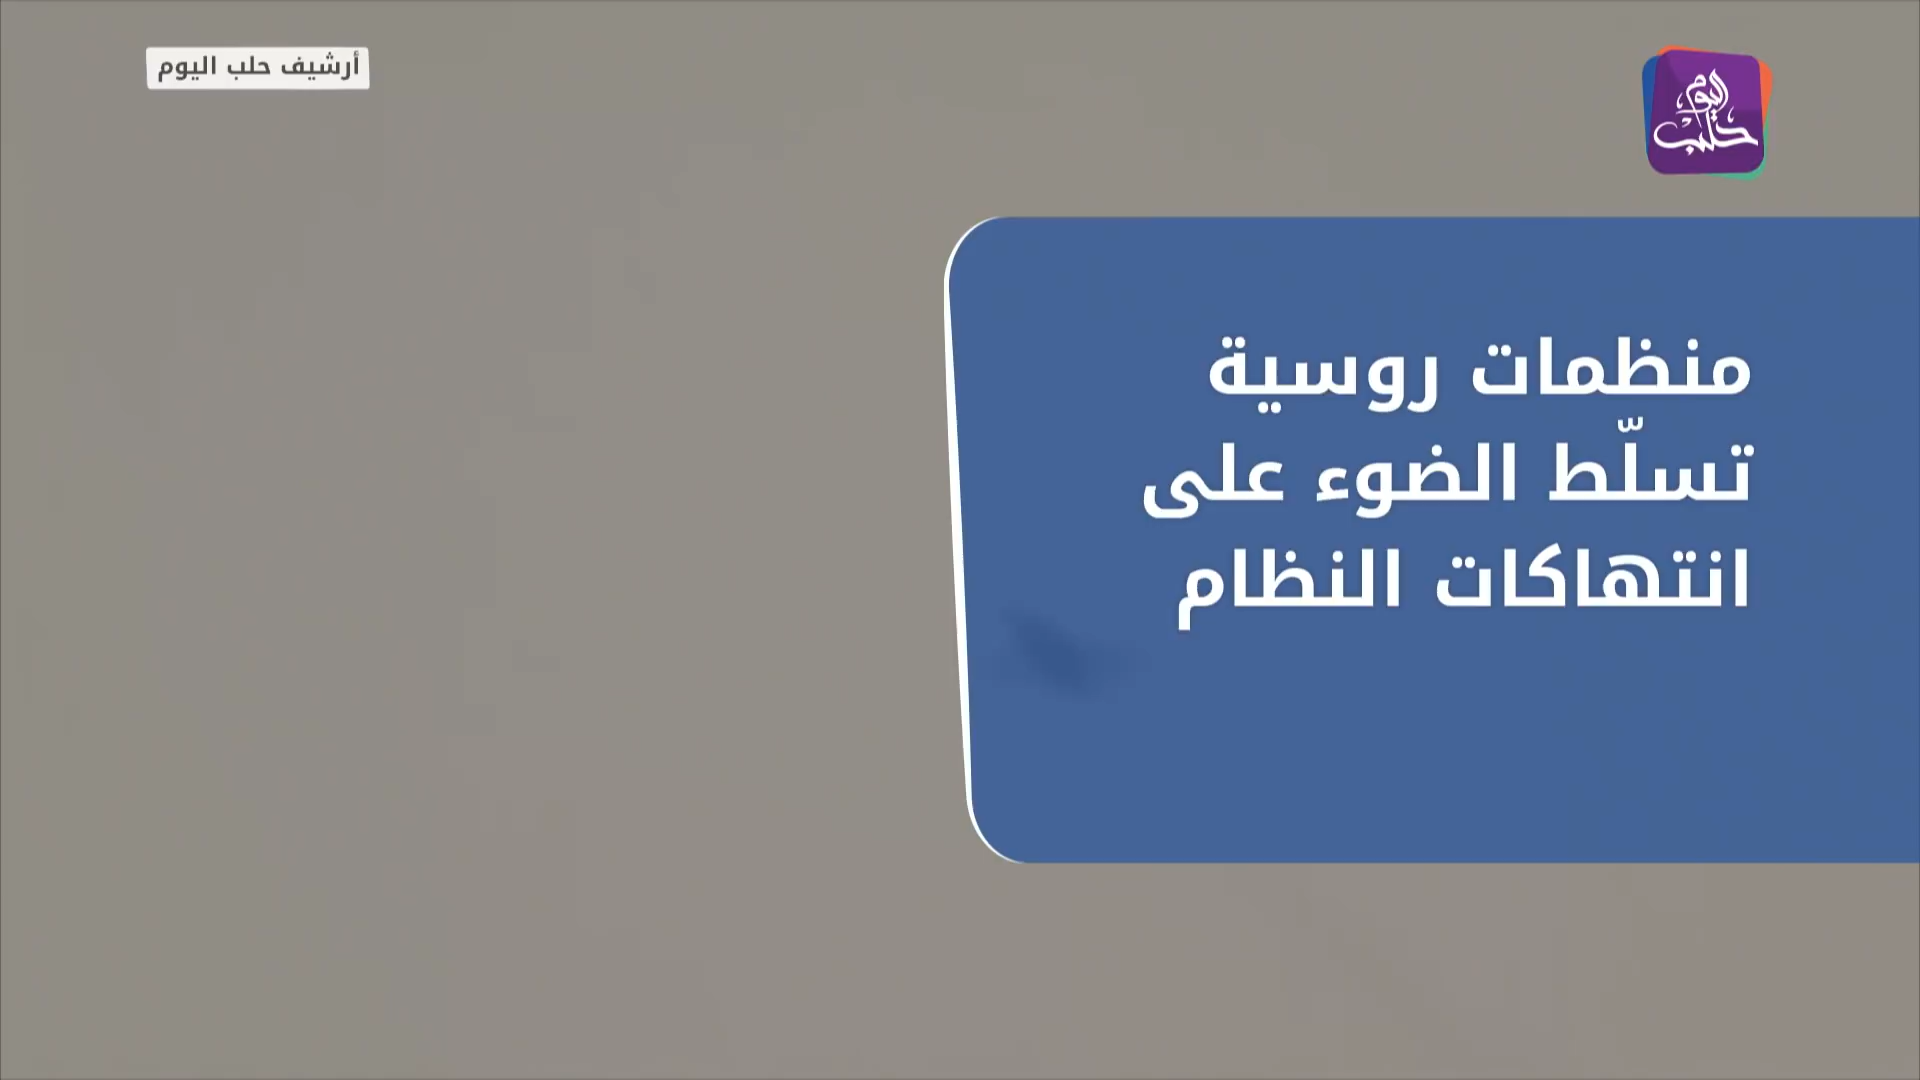 أرشيف حلب اليوم
حلب اليوم
منظمات روسية
تسلّط الضوء على
انتهاكات النظام